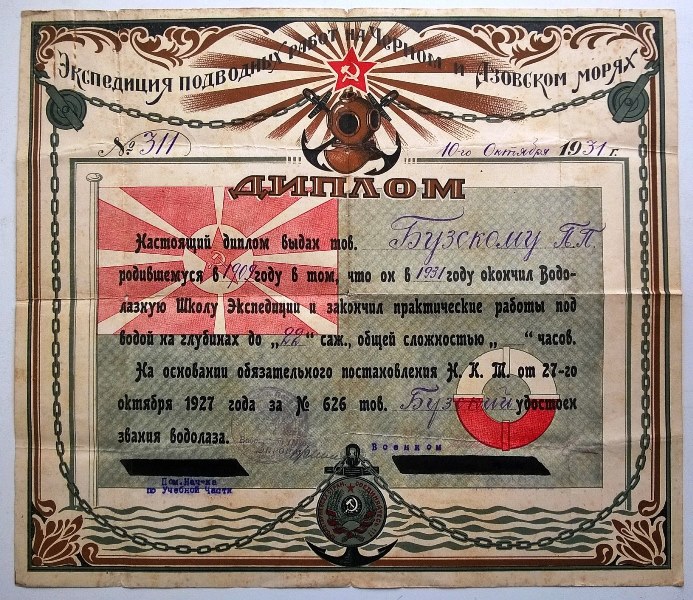 Экспедиция подводных работ на Черном и Азовском морях
№ 311
10-го Октября 1931 г.
ДИПЛОМ
Настоящий диплом выдан тов. Бузскому П.П.
родившемуся в 1909 году в том, что он в 1931 году окончил Водо-
лазную Школу Экспедиции и закончил практические работы под
водой на глубинах до „22“ саж., общей сложностью „ “ часов.
На основании обязательного постановления Н. К. Т. от 27-го
октября 1927 года за № 626 тов. Бузский удостоен
звания водолаза.
Военком
Пом. Нач-ка
по Учебной Части